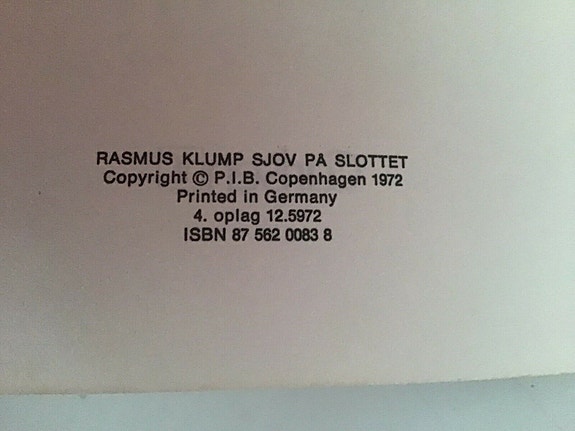 RASMUS KLUMP SJOV PA SLOTTET
Copyright © P.I.B. Copenhagen 1972
Printed in Germany
4. oplag 12.5972
ISBN 87 562 0083 8